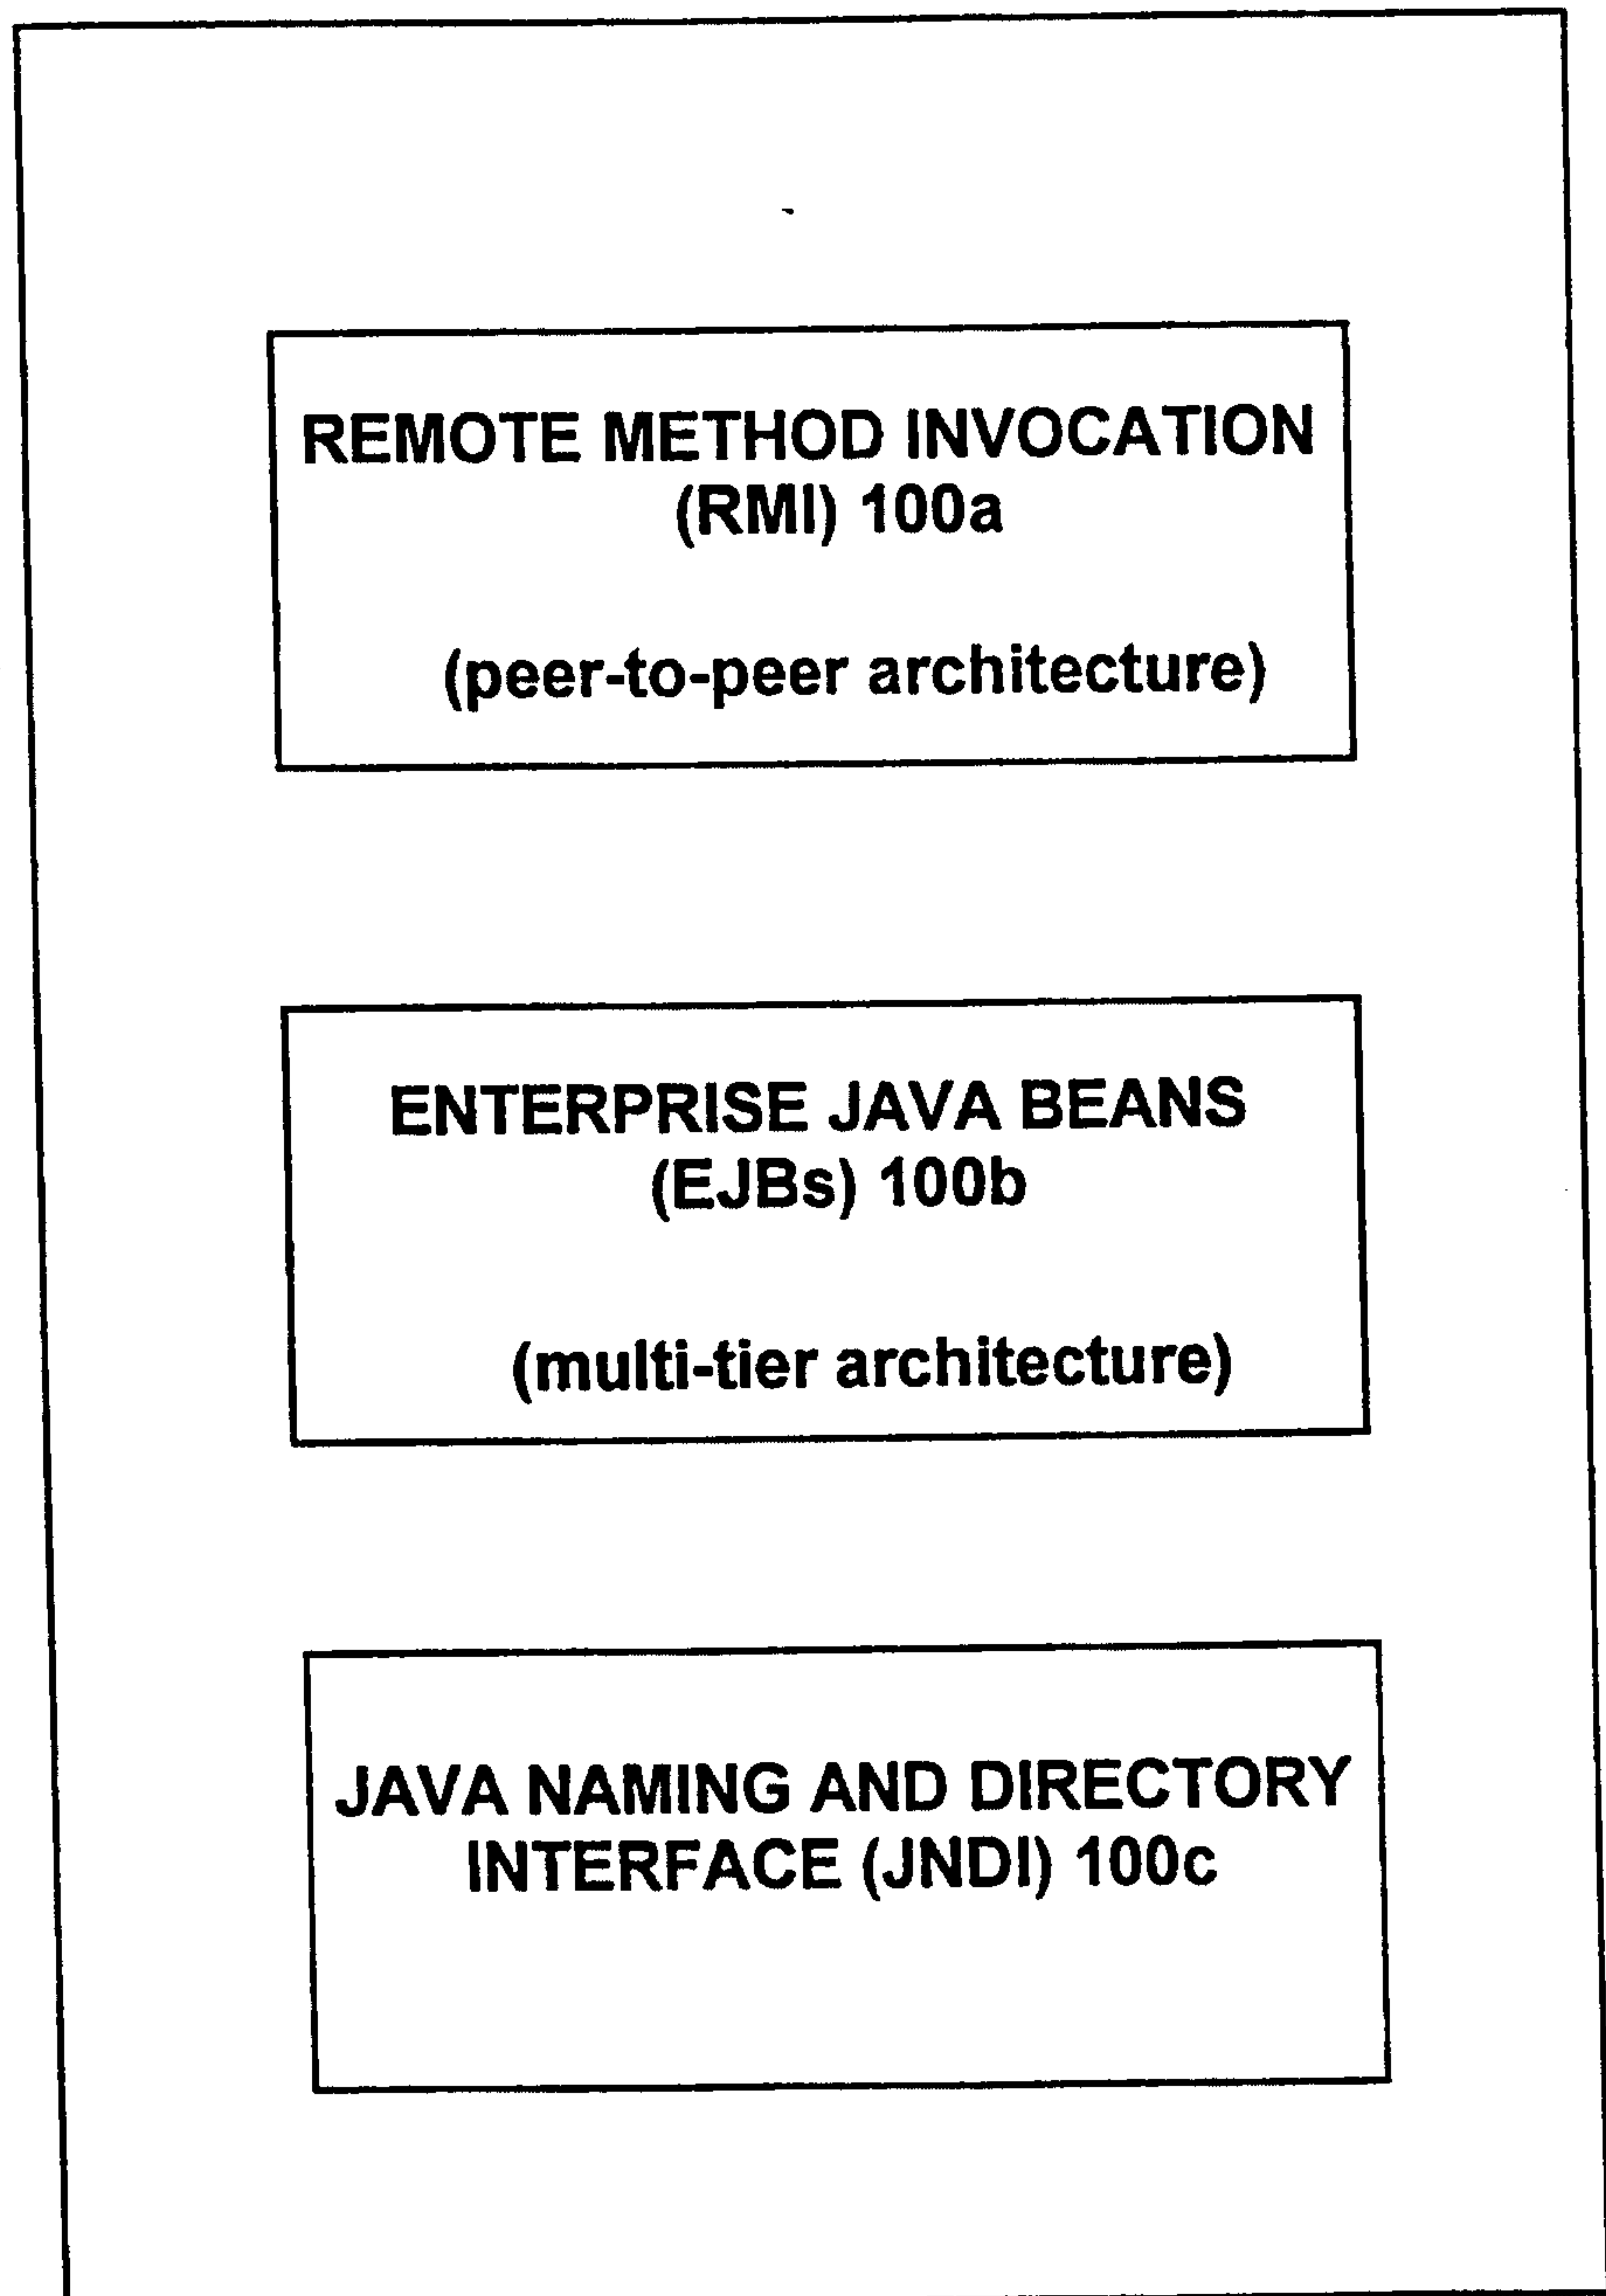 REMOTE METHOD INVOCATION
(RMI) 100a
(peer-to-peer architecture)
ENTERPRISE JAVA BEANS
(EJBs) 100b
(multi-tier architecture)
JAVA NAMING AND DIRECTORY
INTERFACE (JNDI) 100c